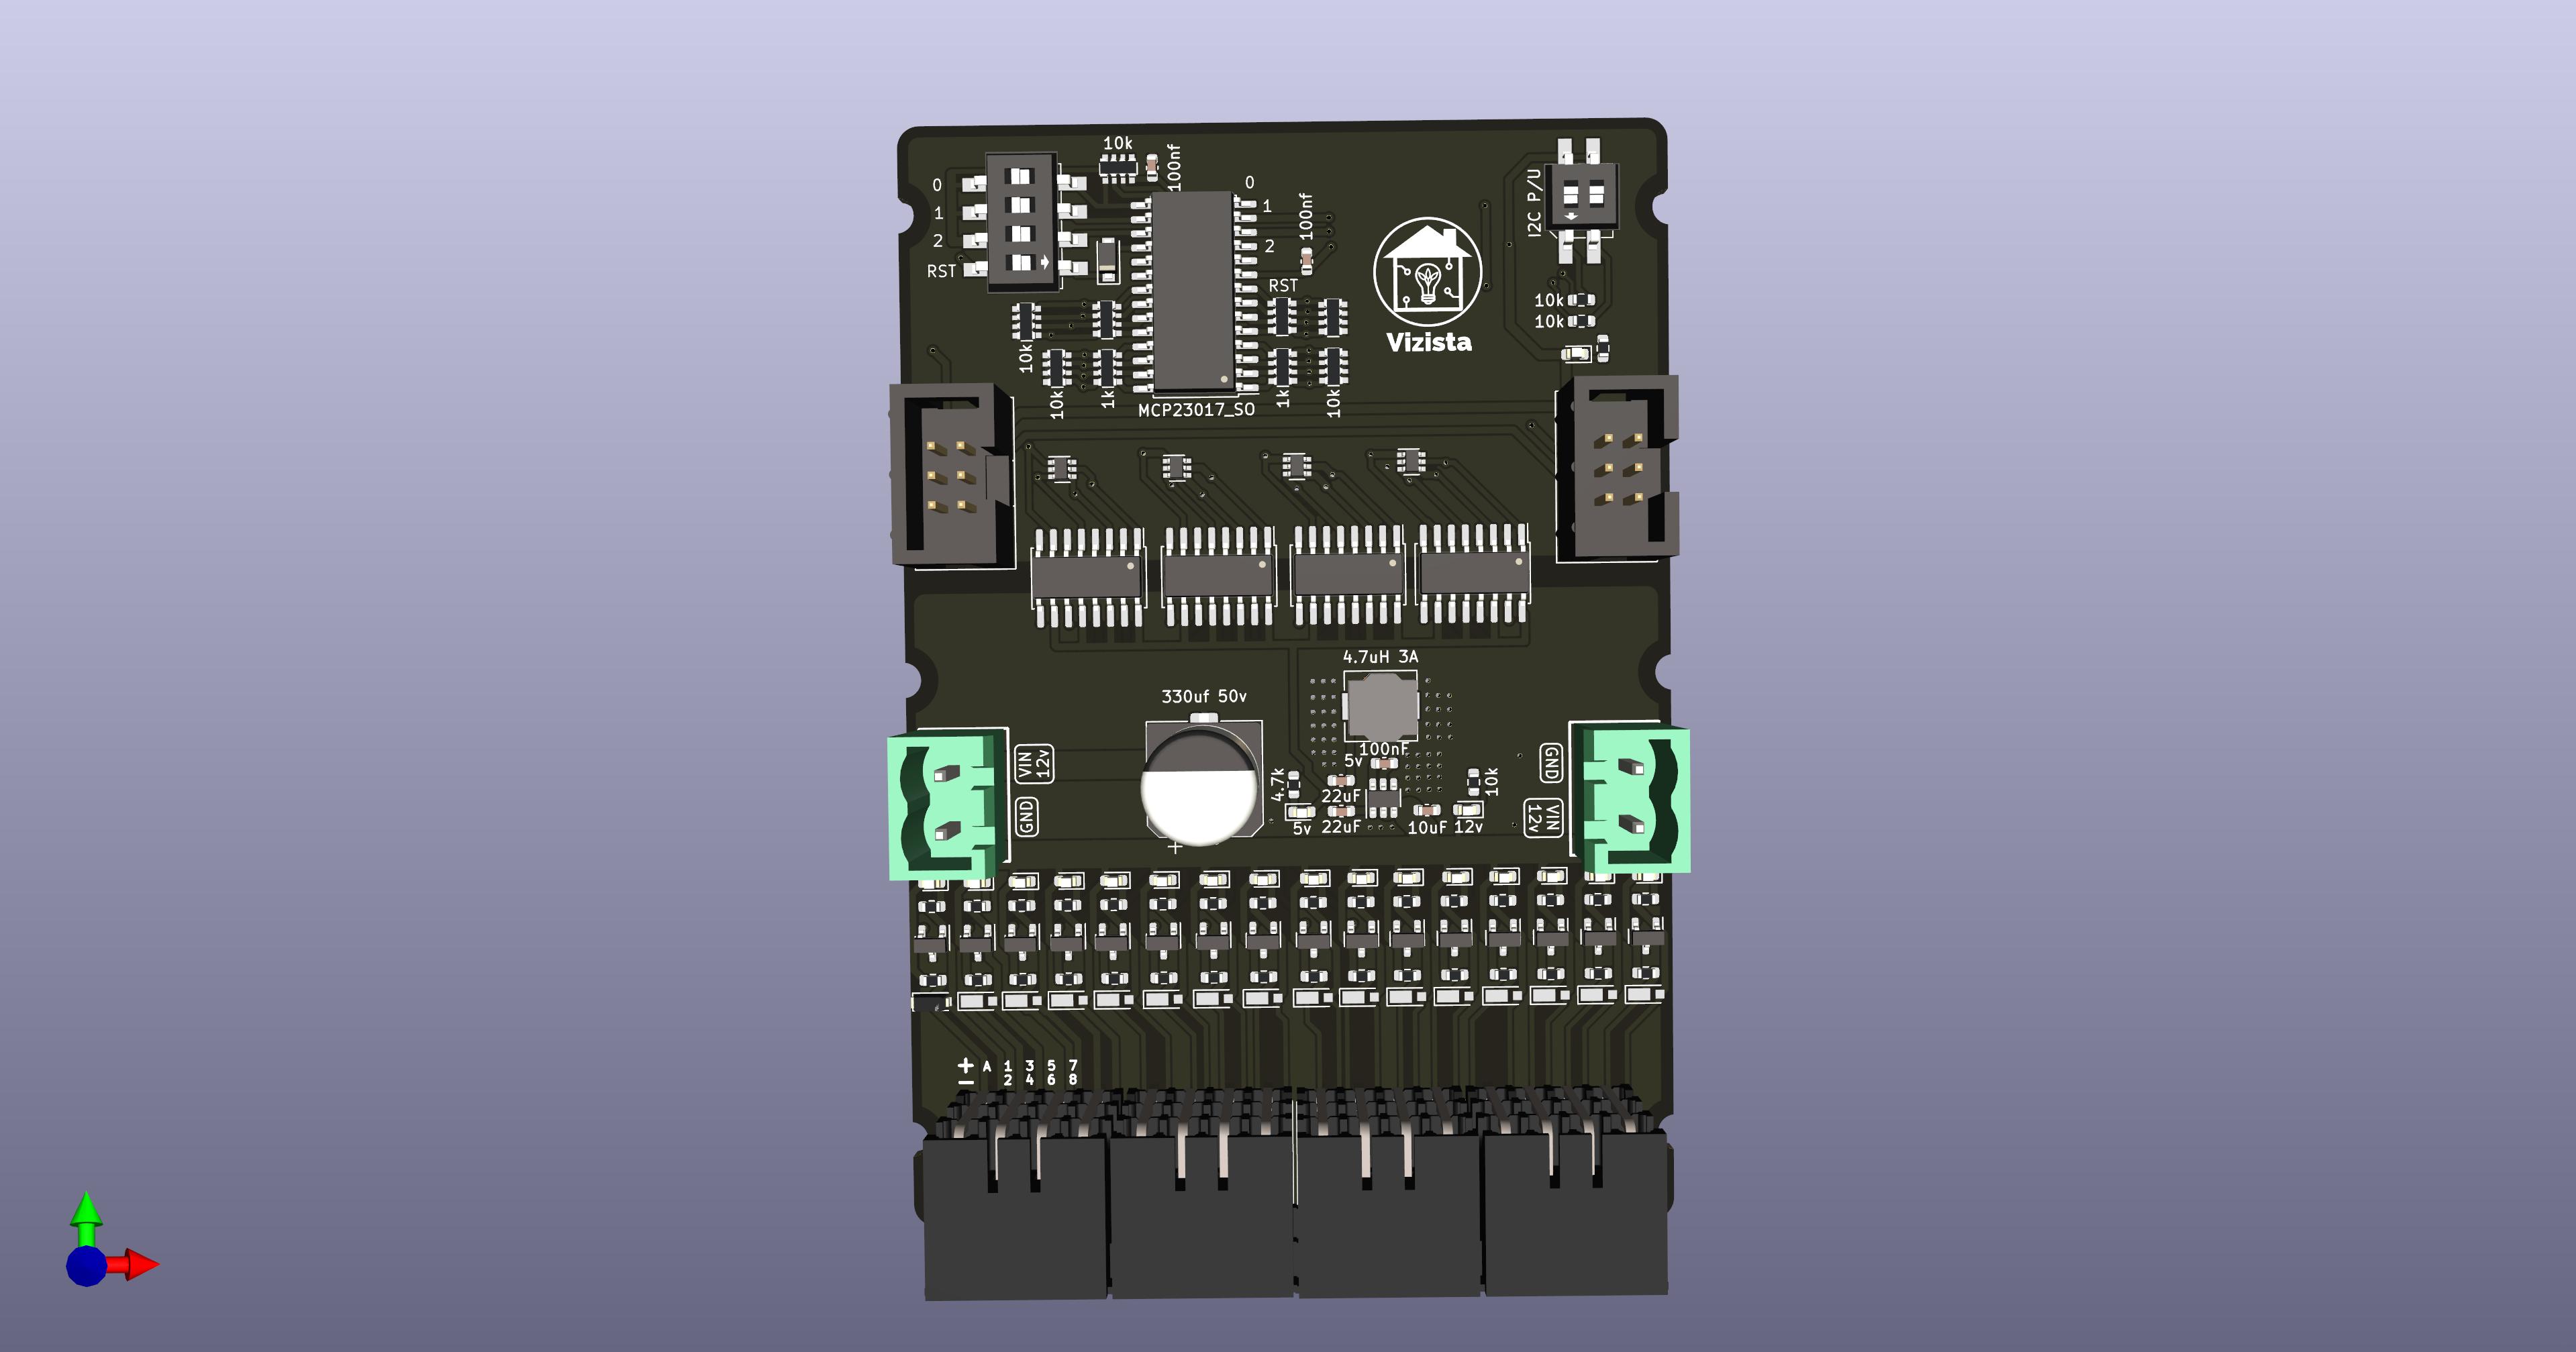 10k
100nf
0
1
2
RST
0
1
2
100nf
RST
I2C P/U
10k
10k
Vizista
10k
10k
1k
1k
10k
MCP23017_SO
4.7uH 3A
330uf 50v
100nF
5v
VIN
12v
GND
4.7k
22uF
10k
GND
VIN
12v
5v
22uF
10uF
12v
+
+ A 1 3 5 7
− 2 4 6 8